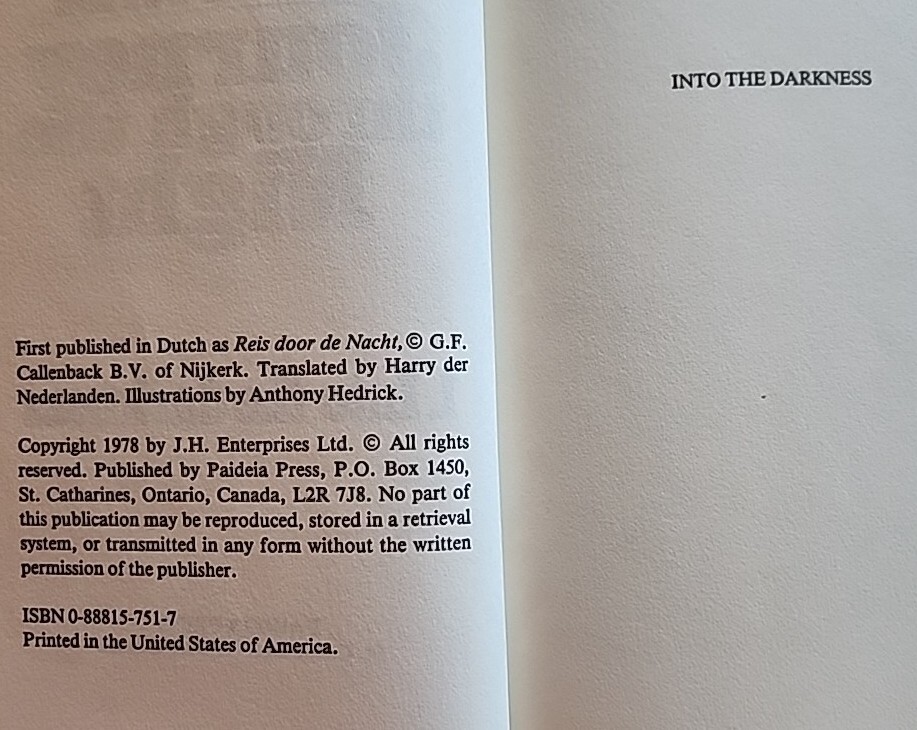 First published in Dutch as Reis door de Nacht, © G.F.
Callenback B.V. of Nijkerk. Translated by Harry der
Nederlanden. Illustrations by Anthony Hedrick.
Copyright 1978 by J.H. Enterprises Ltd. © All rights
reserved. Published by Paideia Press, P.O. Box 1450,
St. Catharines, Ontario, Canada, L2R 7J8. No part of
this publication may be reproduced, stored in a retrieval
system, or transmitted in any form without the written
permission of the publisher.
ISBN 0-88815-751-7
Printed in the United States of America.
INTO THE DARKNESS